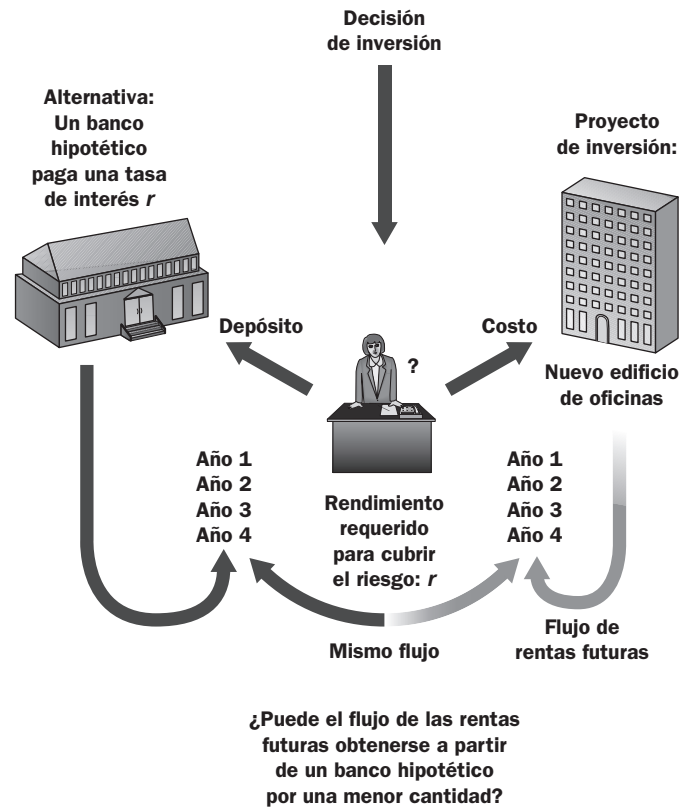 Decisión
de inversión
Alternativa:
Un banco
hipotético
paga una tasa
de interés r
Proyecto
de inversión:
Depósito
Costo
?
Nuevo edificio
de oficinas
Año 1
Año 2
Año 3
Año 4
Rendimiento
requerido
para cubrir
el riesgo: r
Año 1
Año 2
Año 3
Año 4
Mismo flujo
Flujo de
rentas futuras
¿Puede el flujo de las rentas
futuras obtenerse a partir
de un banco hipotético
por una menor cantidad?